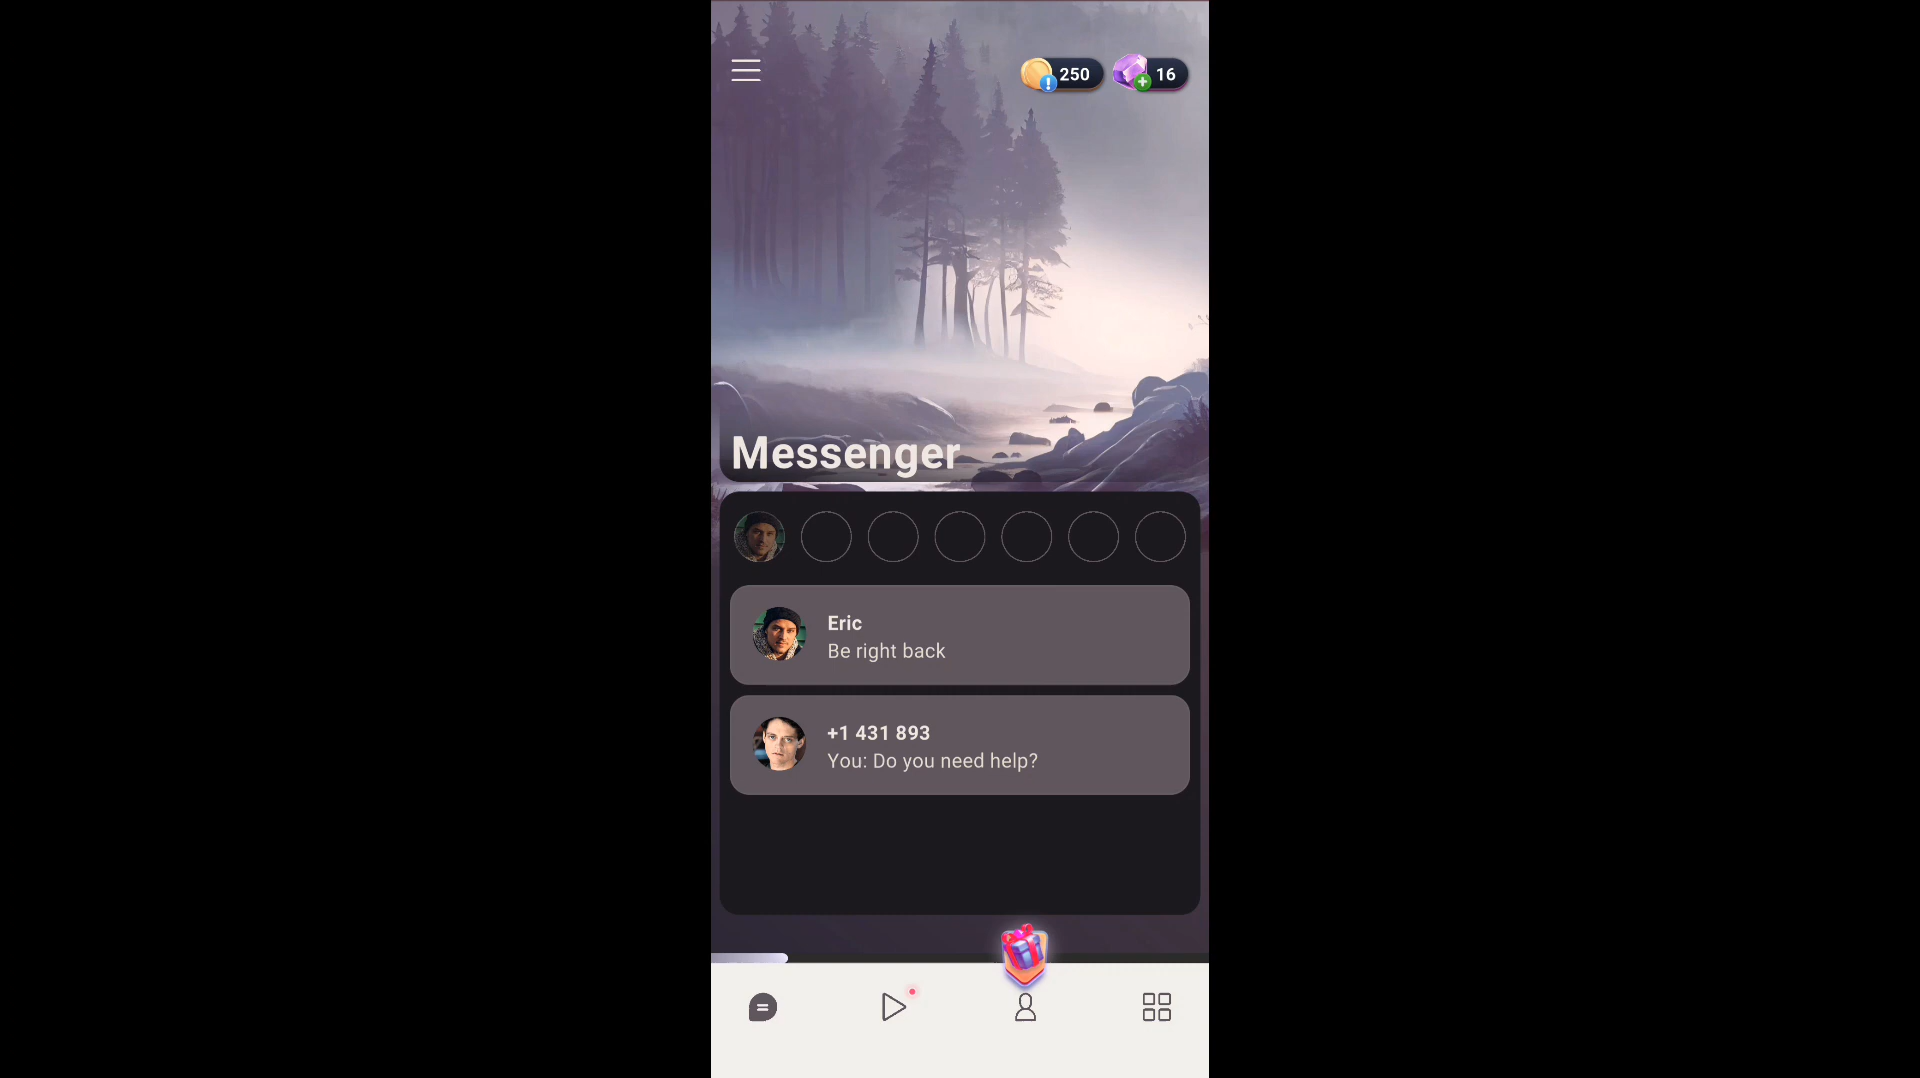 250
16
Messenger
Eric
Be right back
+1 431 893
You: Do you need help?